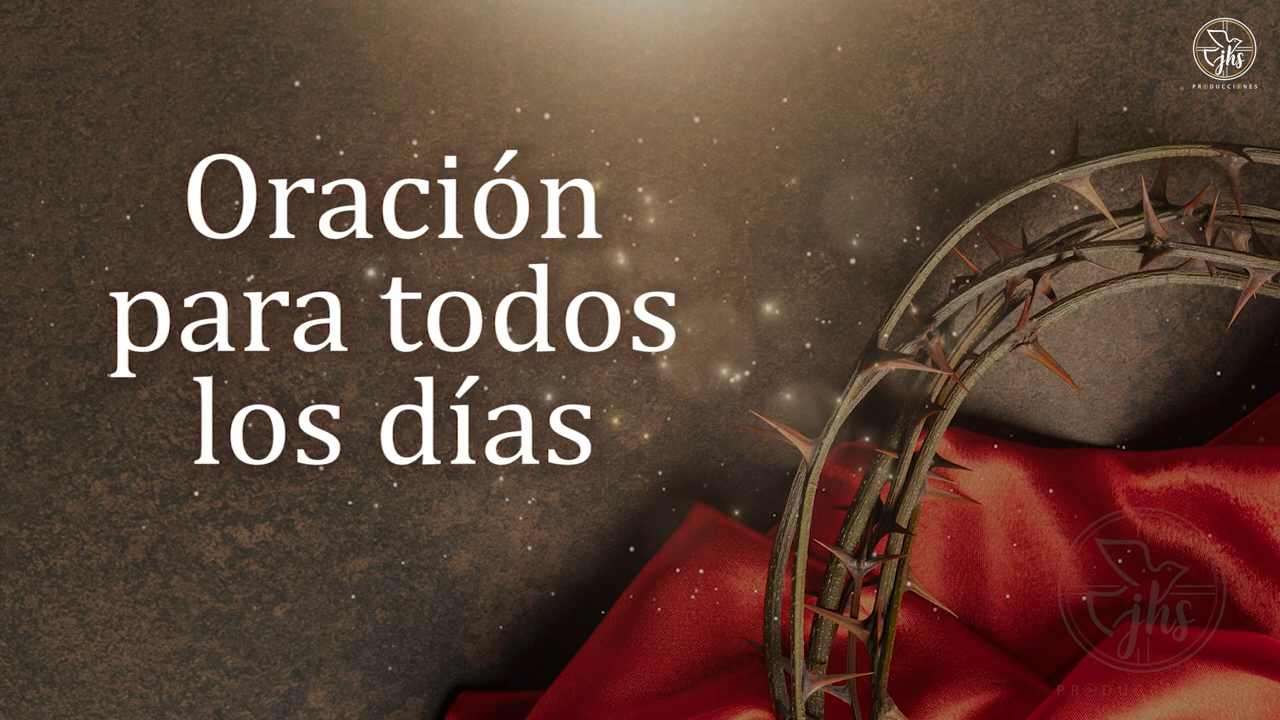 jhs
PRODUCCIONES
Oración
para todos
los días
jhs